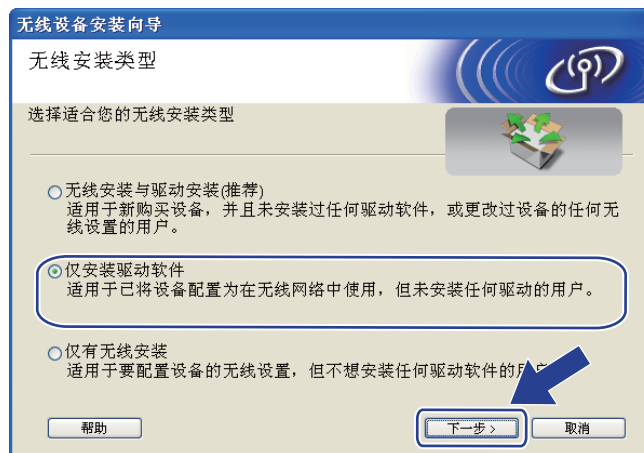 无线设备安装向导
无线安装类型
选择适合您的无线安装类型
无线安装与驱动安装(推荐)
适用于新购买设备，并且未安装过任何驱动软件，或更改过设备的任何无
线设置的用户。
仅安装驱动软件
适用于已将设备配置为在无线网络中使用，但未安装任何驱动的用户。
仅有无线安装
适用于要配置设备的无线设置，但不想安装任何驱动软件的用
帮助
下一步 >
取消